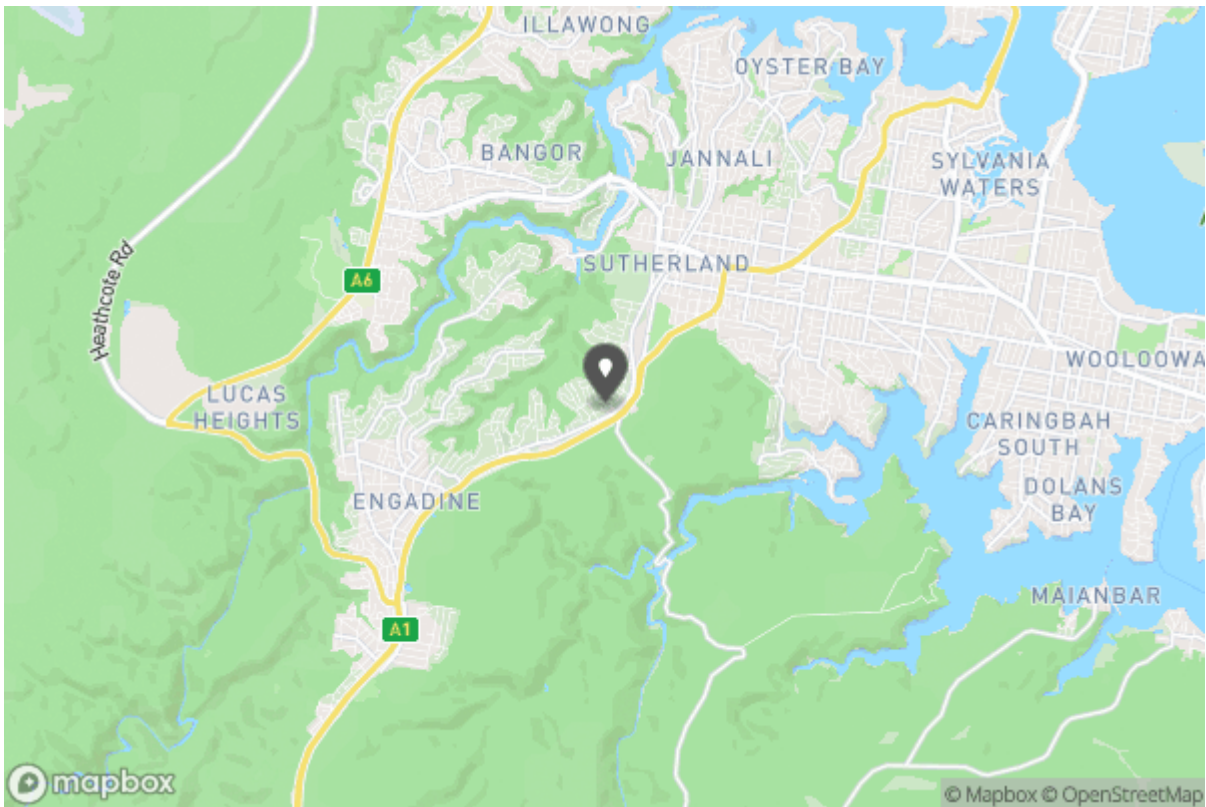 ILLAWONG
OYSTER BAY
BANGOR
JANNALI
SYLVANIA
WATERS
Heathcote Rd
SUTHERLAND
A6
WOOLOOWA
LUCAS
HEIGHTS
CARINGBAH
SOUTH
ENGADINE
DOLANS
BAY
MAIANBAR
A1
mapbox
© Mapbox © OpenStreetMap